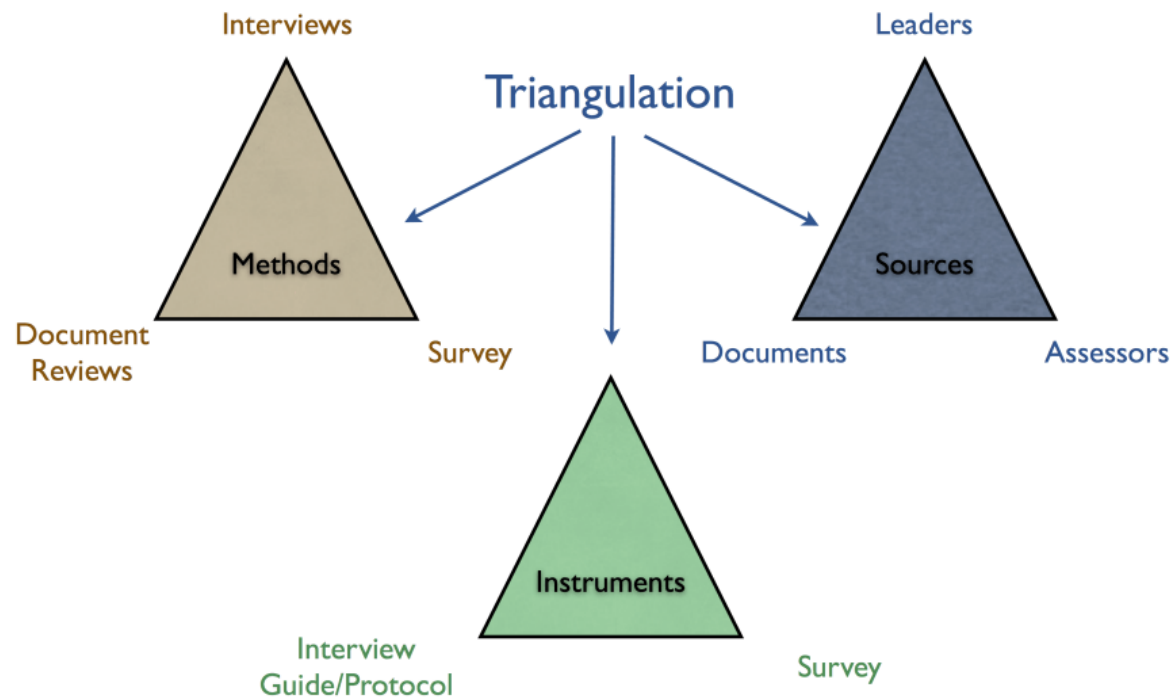 Interviews
Leaders
Triangulation
Methods
Sources
Document
Reviews
Survey
Documents
Assessors
Instruments
Interview
Guide/Protocol
Survey